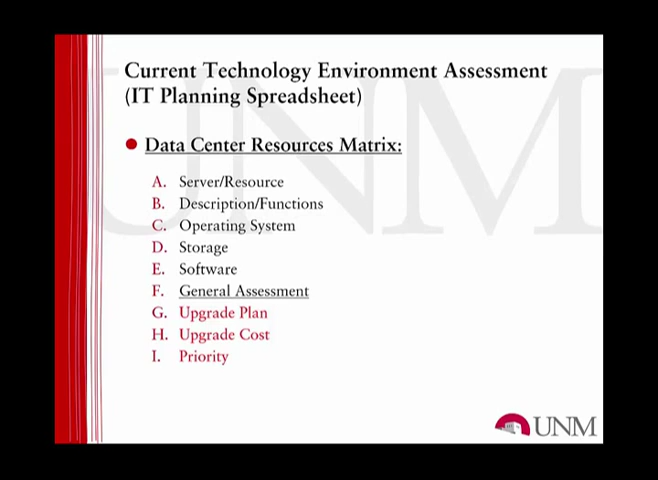 Current Technology Environment Assessment
(IT Planning Spreadsheet)
Data Center Resources Matrix:
A. Server/Resource
B. Description/Functions
C. Operating System
D. Storage
E. Software
F. General Assessment
G. Upgrade Plan
H. Upgrade Cost
I. Priority
UNM
UNM